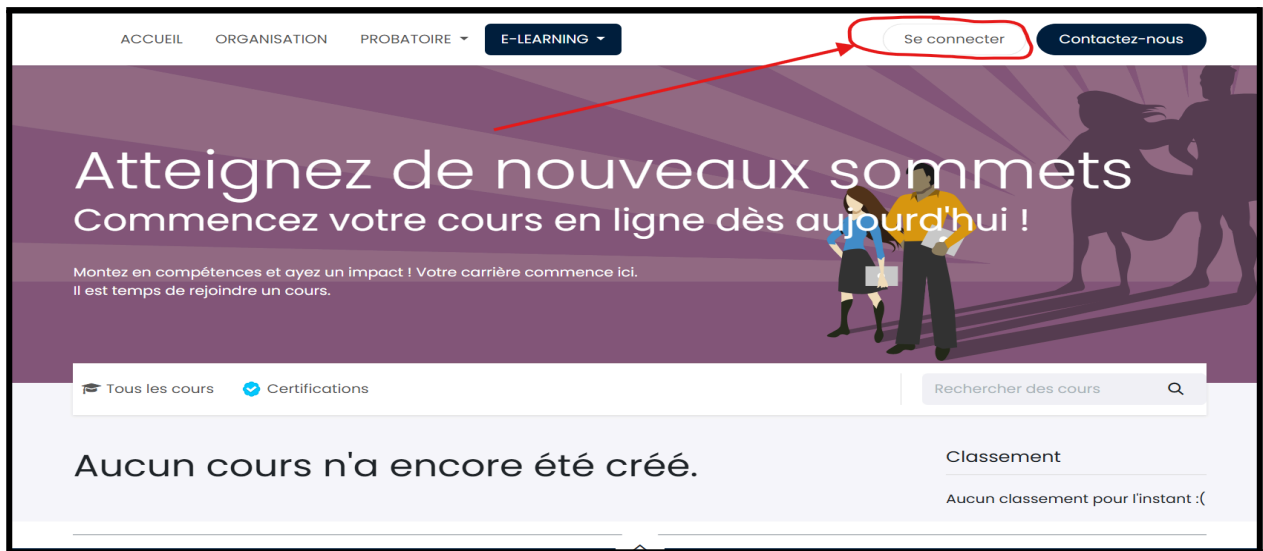 ACCUEIL ORGANISATION PROBATOIRE E-LEARNING Se connecter Contactez-nous
Atteignez de nouveaux sommets
Commencez votre cours en ligne dès aujourd'hui !
Montez en compétences et ayez un impact ! Votre carrière commence ici.
Il est temps de rejoindre un cours.
Tous les cours Certifications Rechercher des cours
Aucun cours n'a encore été créé.
Classement
Aucun classement pour l'instant :(